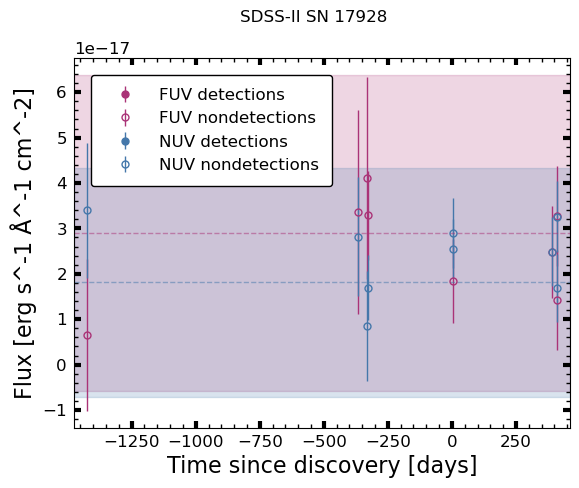 SDSS-II SN 17928
1e−17
FUV detections
FUV nondetections
NUV detections
NUV nondetections
6
5
4
3
2
1
0
−1
Flux [erg s^-1 Å^-1 cm^-2]
−1250 −1000 −750 −500 −250 0 250
Time since discovery [days]